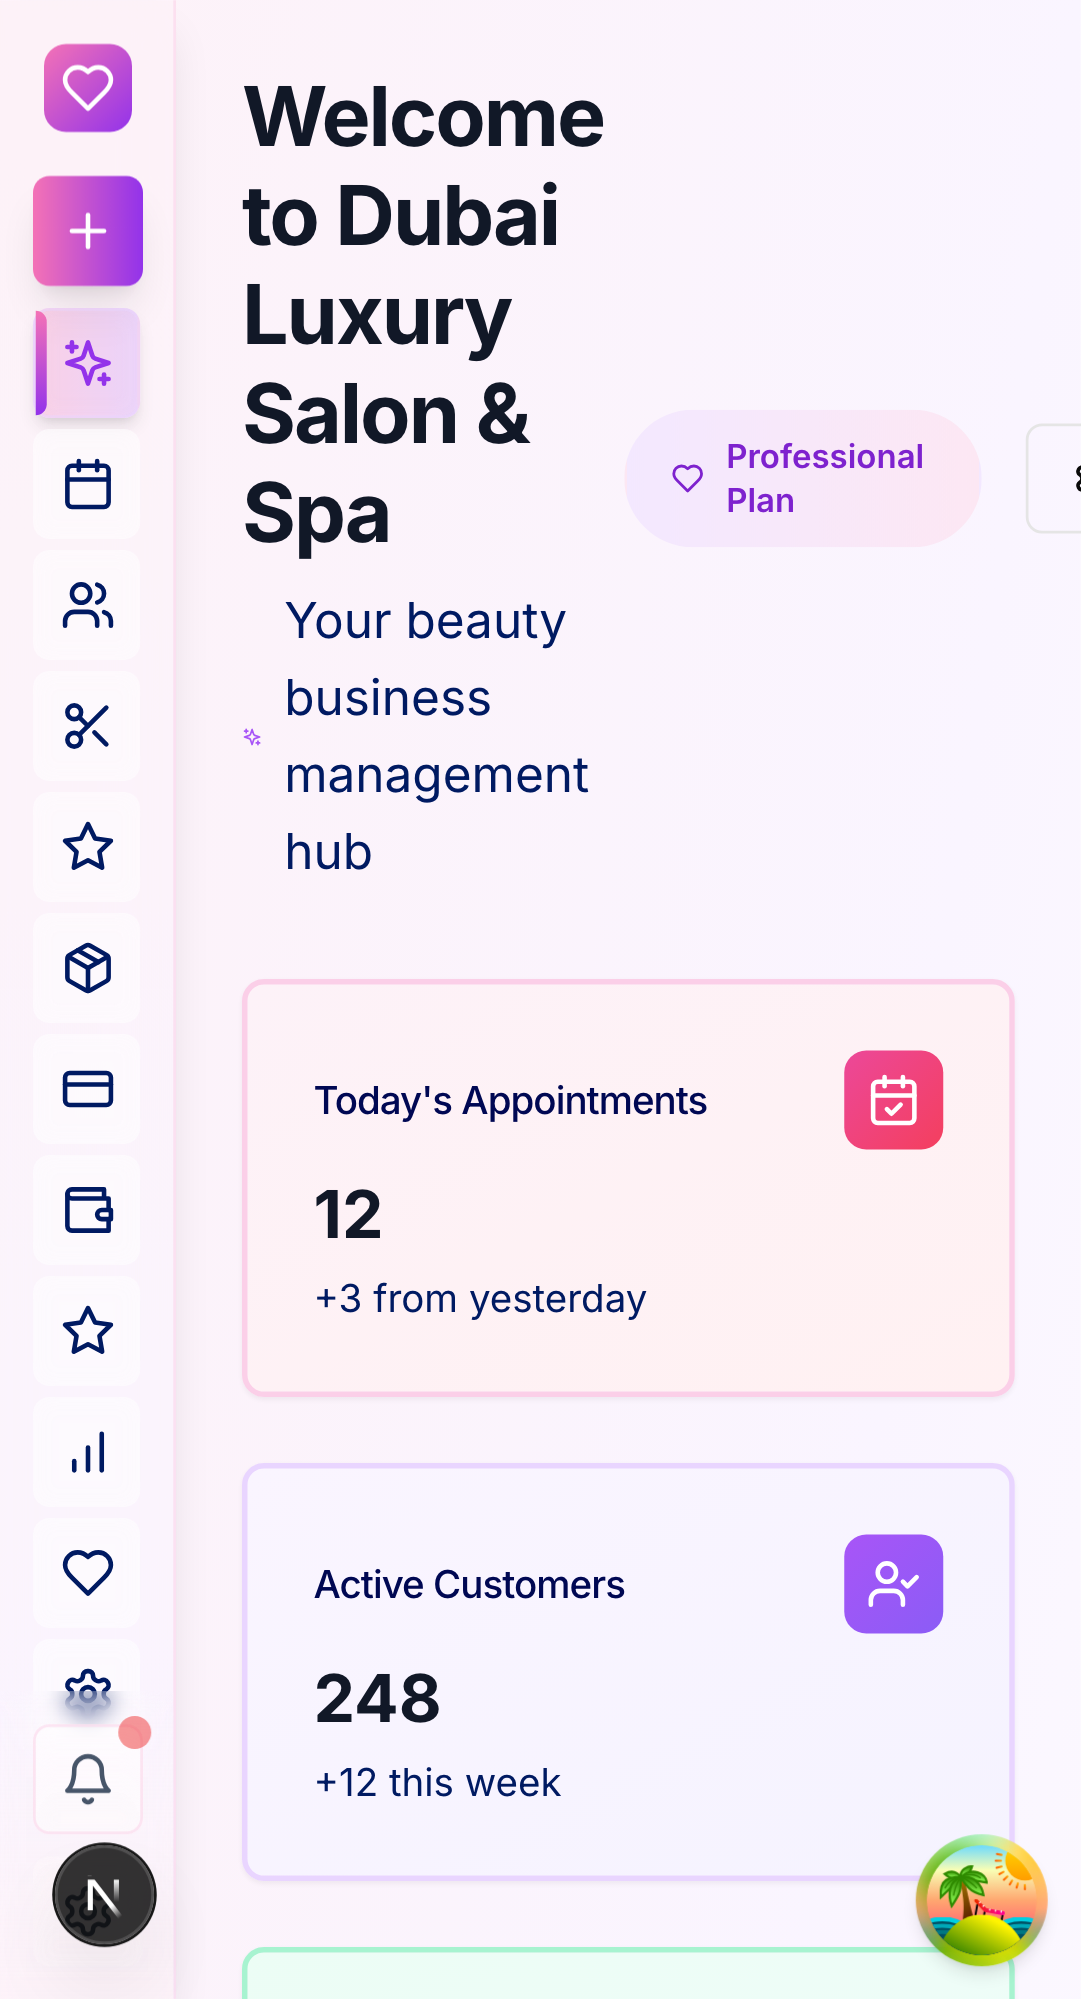 Welcome
to Dubai
Luxury
Salon &
Spa
Professional
Plan
Your beauty
business
management
hub
Today's Appointments
12
+3 from yesterday
Active Customers
248
+12 this week
N